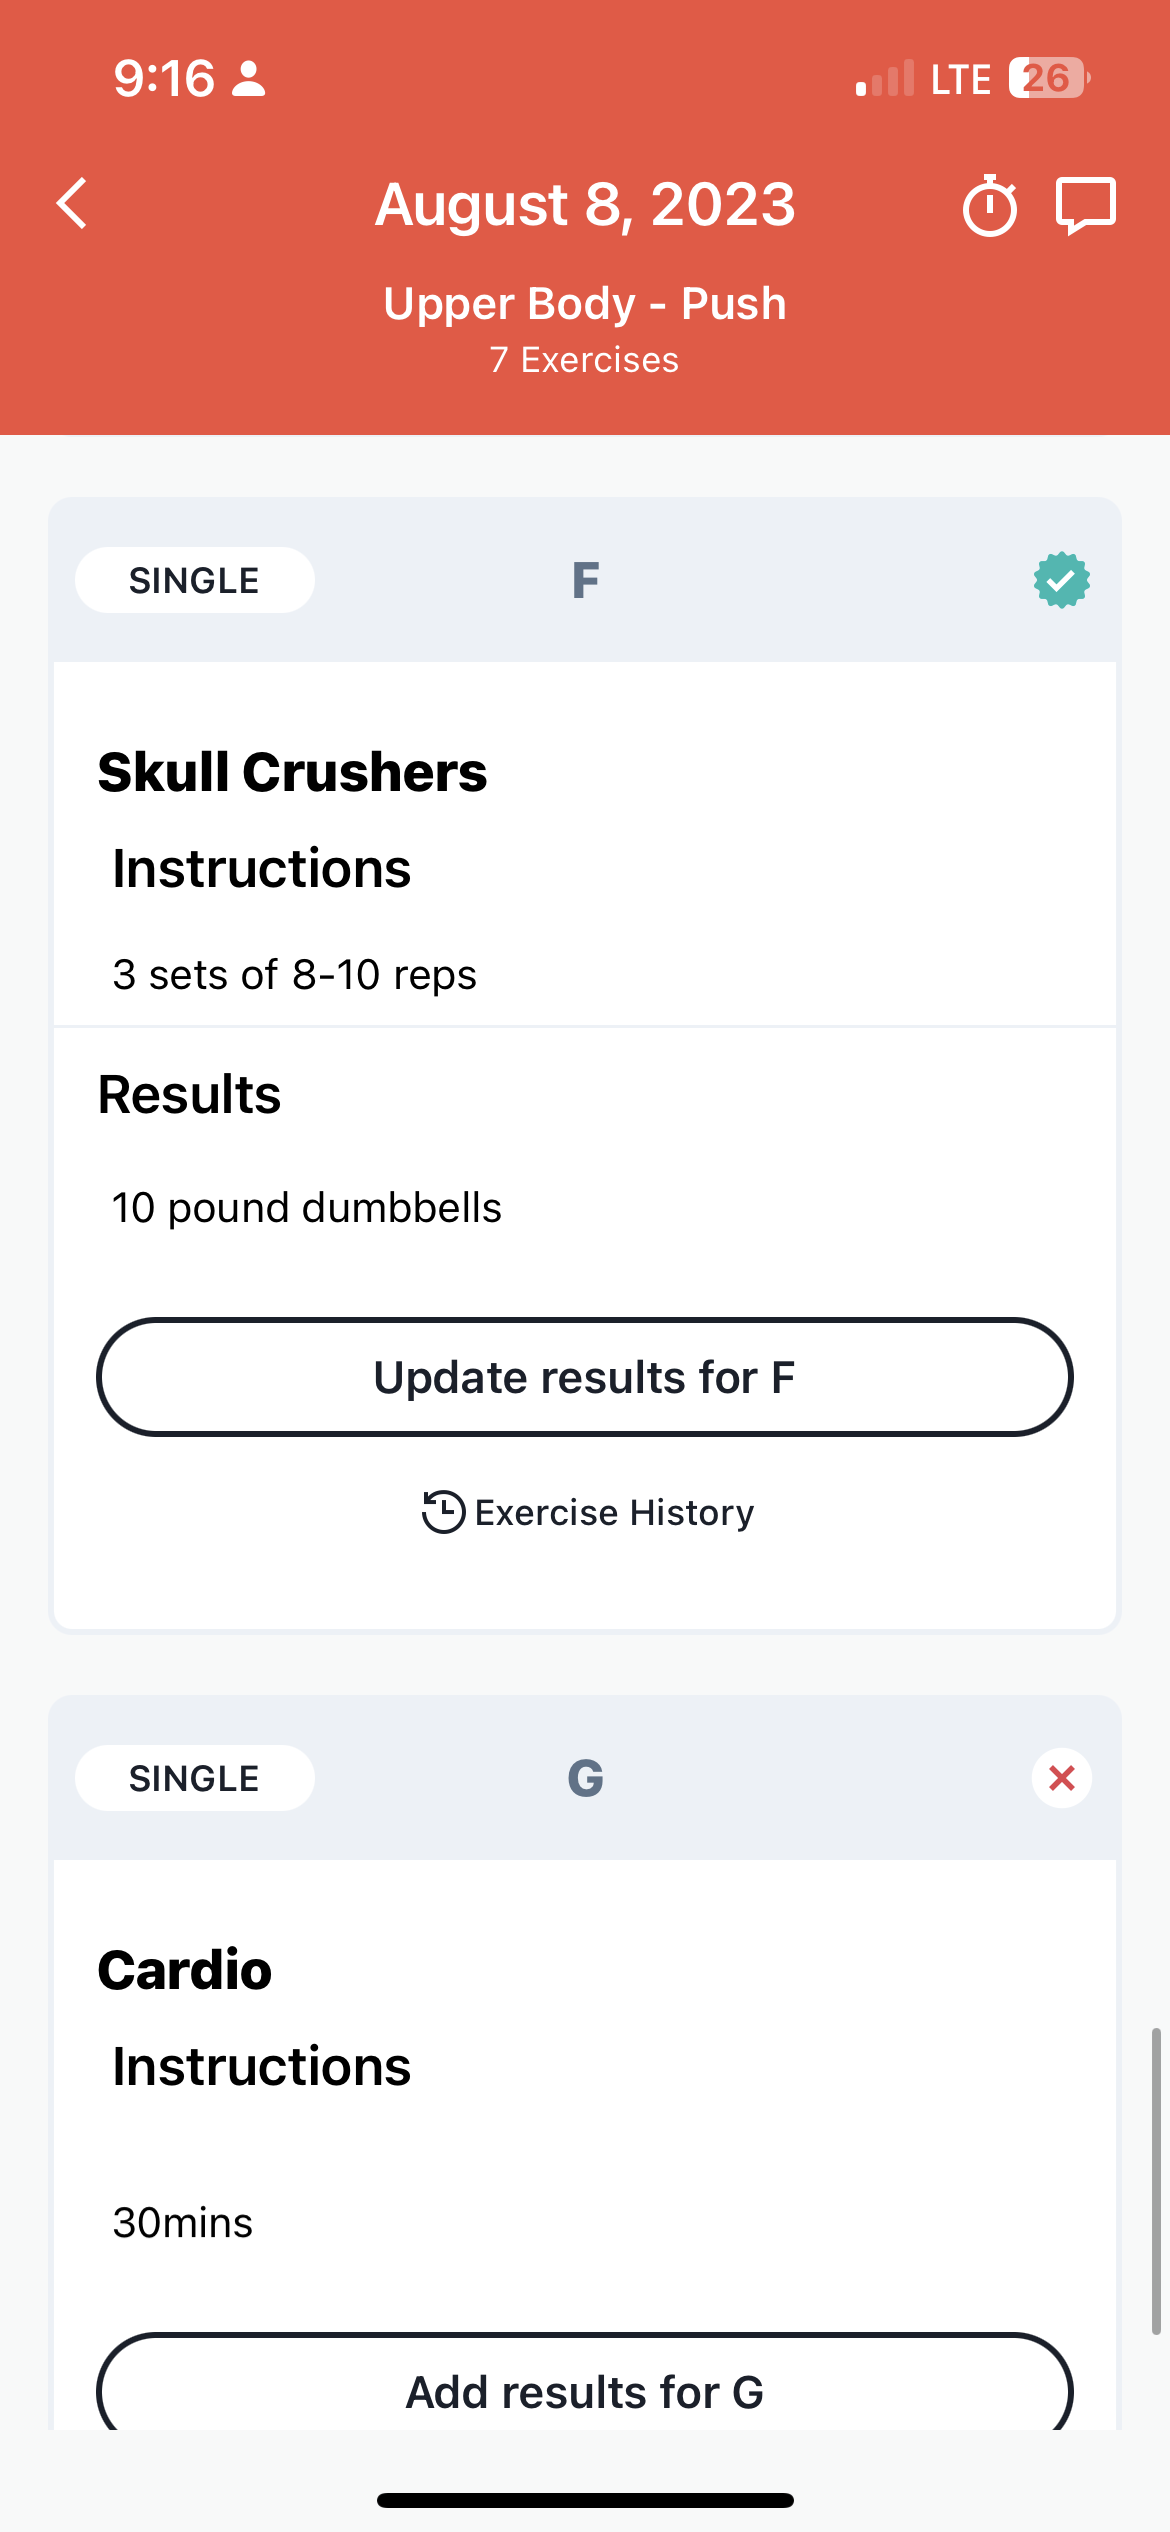 9:16
LTE
26
August 8, 2023
Upper Body - Push
7 Exercises
SINGLE
F
Skull Crushers
Instructions
3 sets of 8-10 reps
Results
10 pound dumbbells
Update results for F
Exercise History
SINGLE
G
Cardio
Instructions
30mins
Add results for G